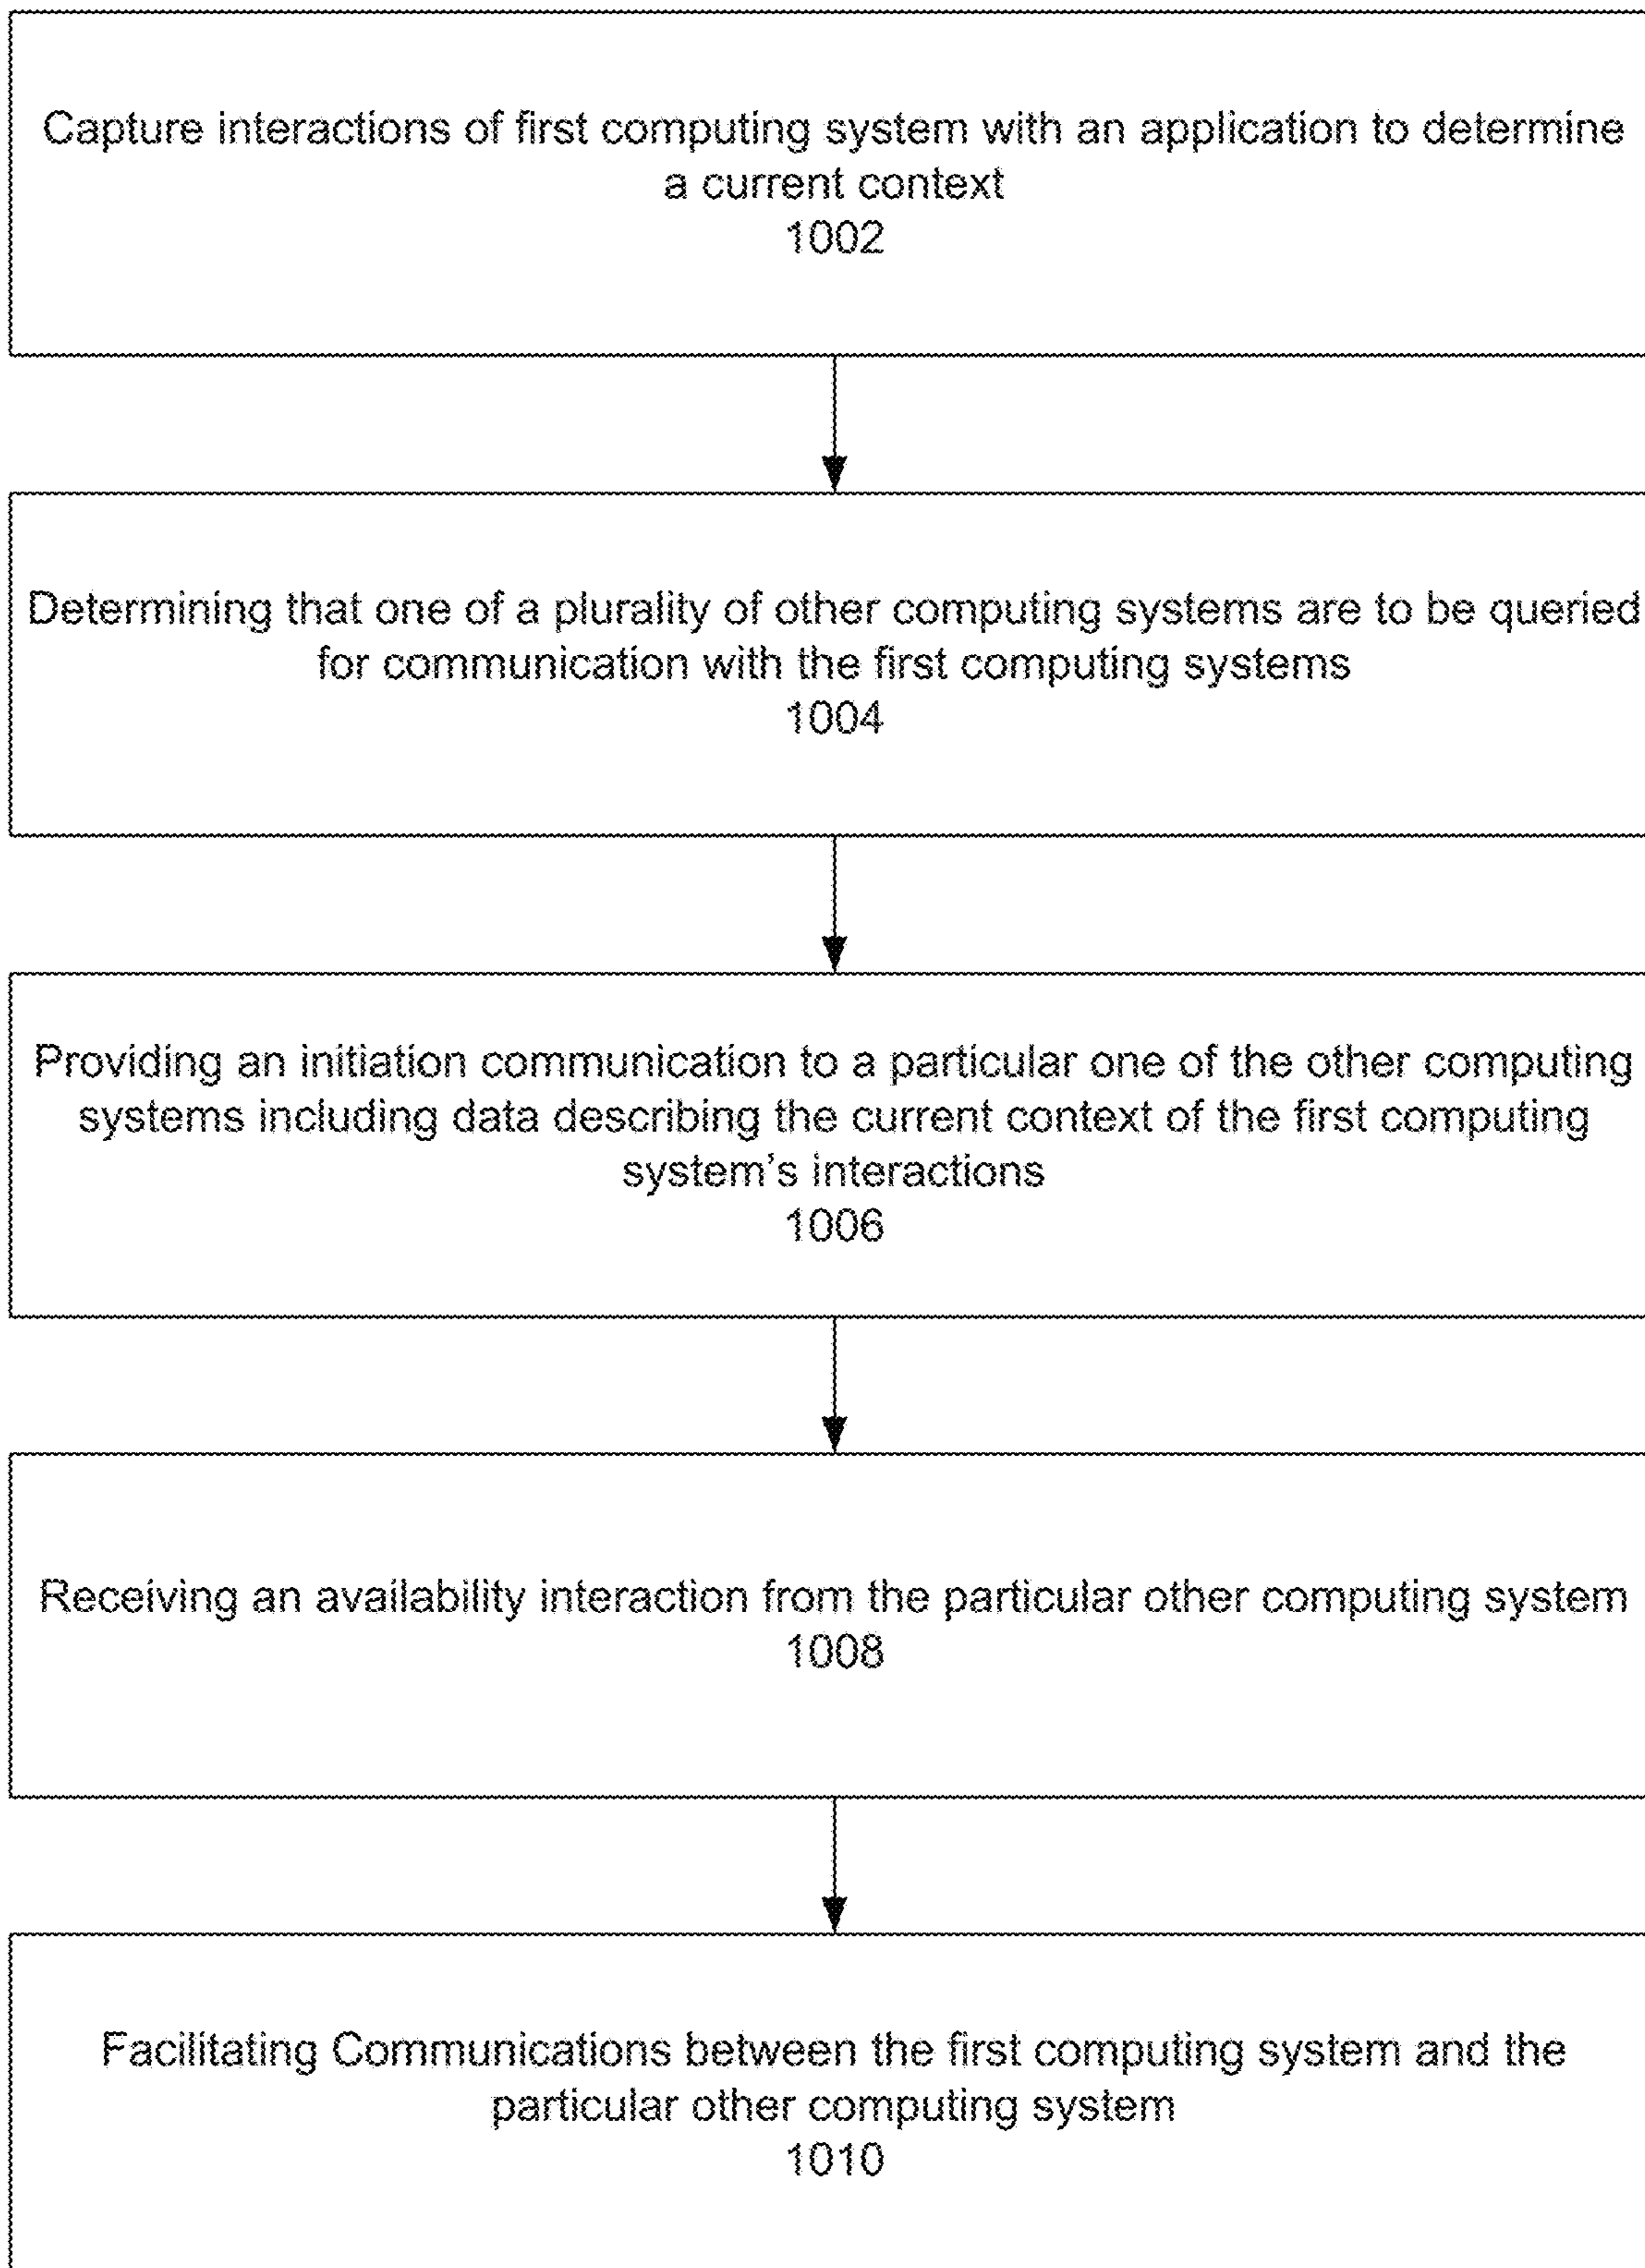 Capture interactions of first computing system with an application to determine
a current context
1002
Determining that one of a plurality of other computing systems are to be queried
for communication with the first computing systems
1004
Providing an initiation communication to a particular one of the other computing
systems including data describing the current context of the first computing
system's interactions
1006
Receiving an availability interaction from the particular other computing system
1008
Facilitating Communications between the first computing system and the
particular other computing system
1010